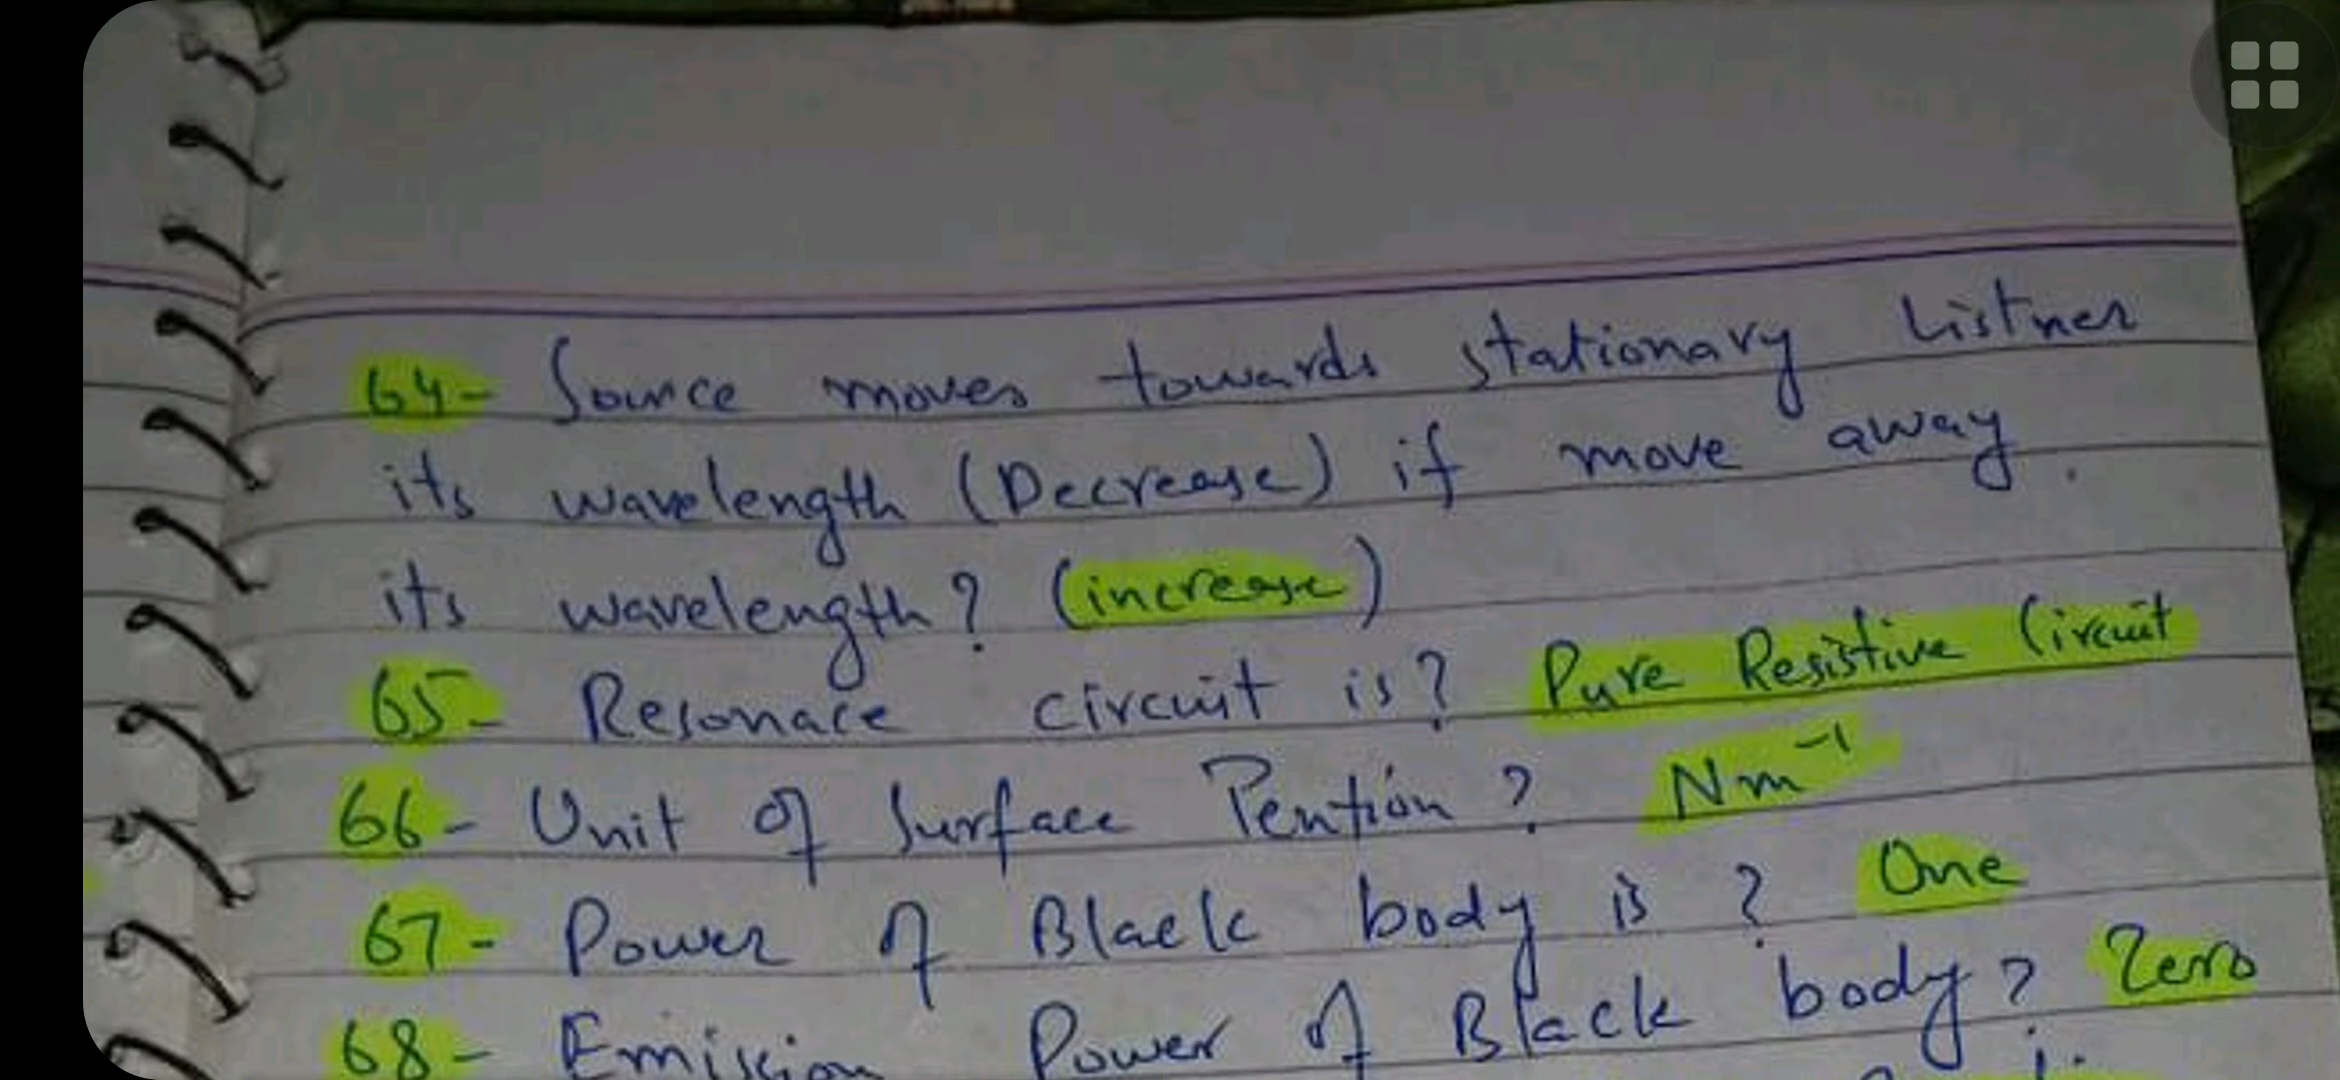 64- Source moves towards stationary Listner
its wavelength (Decrease) if move away.
its wavelength? (increase)
65- Resonace circuit is? Pure Resistive Circuit
66- Unit of Surface Tention? Nm⁻¹
67- Power of Black body is? One
68- Emission Power of Black body? Zero